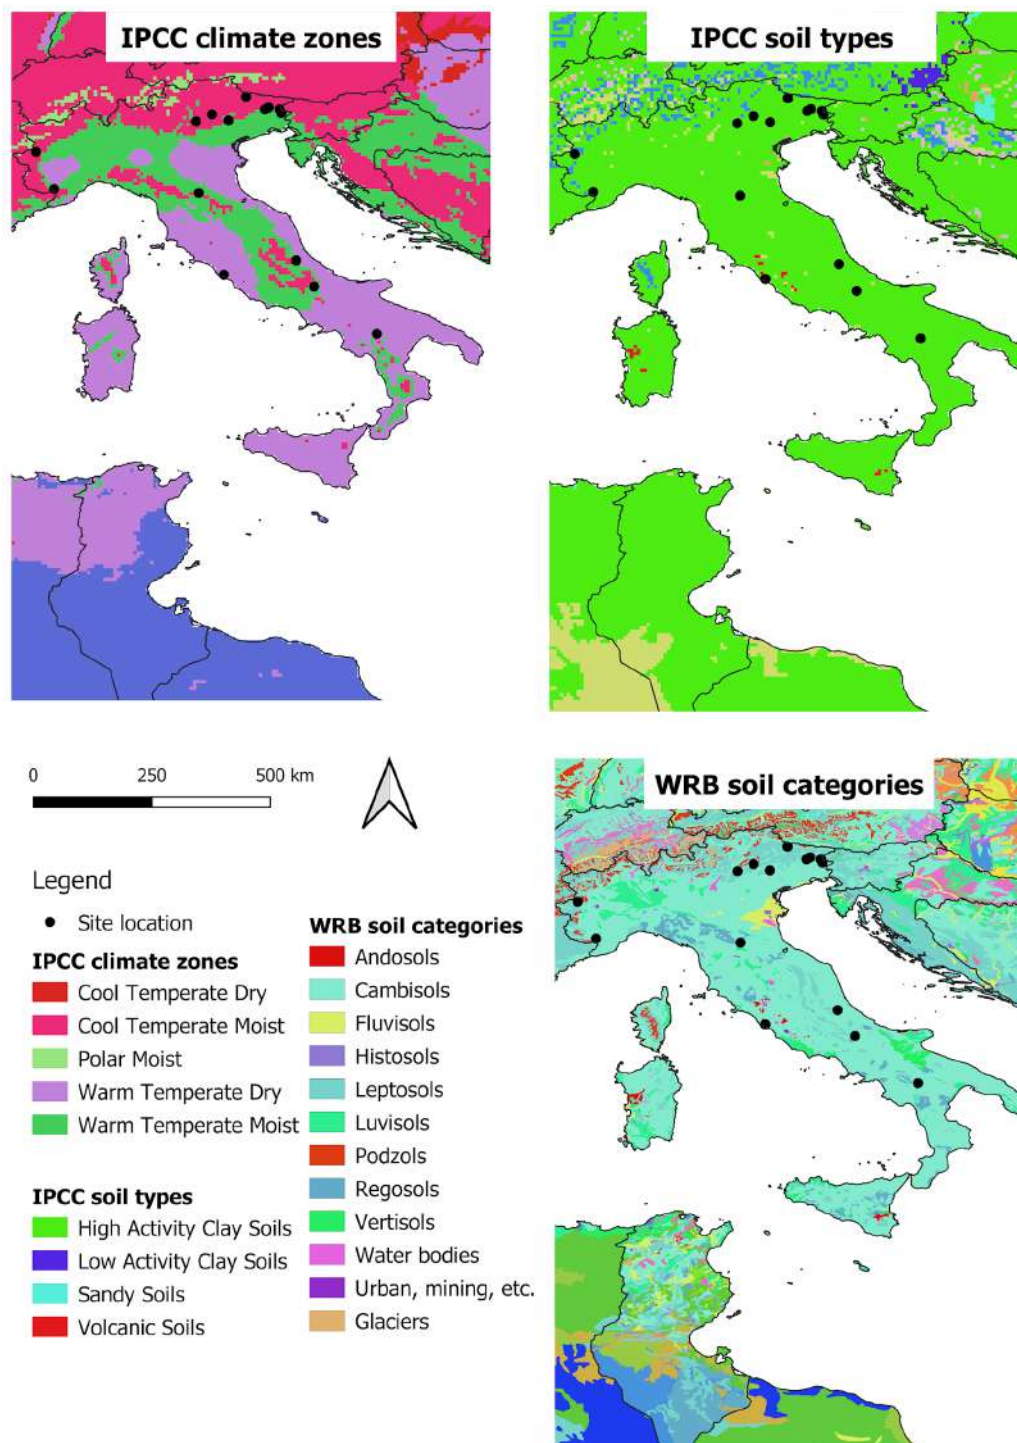 IPCC climate zones
IPCC soil types
0 250 500 km
WRB soil categories
Legend
Site location
IPCC climate zones
Cool Temperate Dry
Cool Temperate Moist
Polar Moist
Warm Temperate Dry
Warm Temperate Moist
IPCC soil types
High Activity Clay Soils
Low Activity Clay Soils
Sandy Soils
Volcanic Soils
WRB soil categories
Andosols
Cambisols
Fluvisols
Histosols
Leptosols
Luvisols
Podzols
Regosols
Vertisols
Water bodies
Urban, mining, etc.
Glaciers